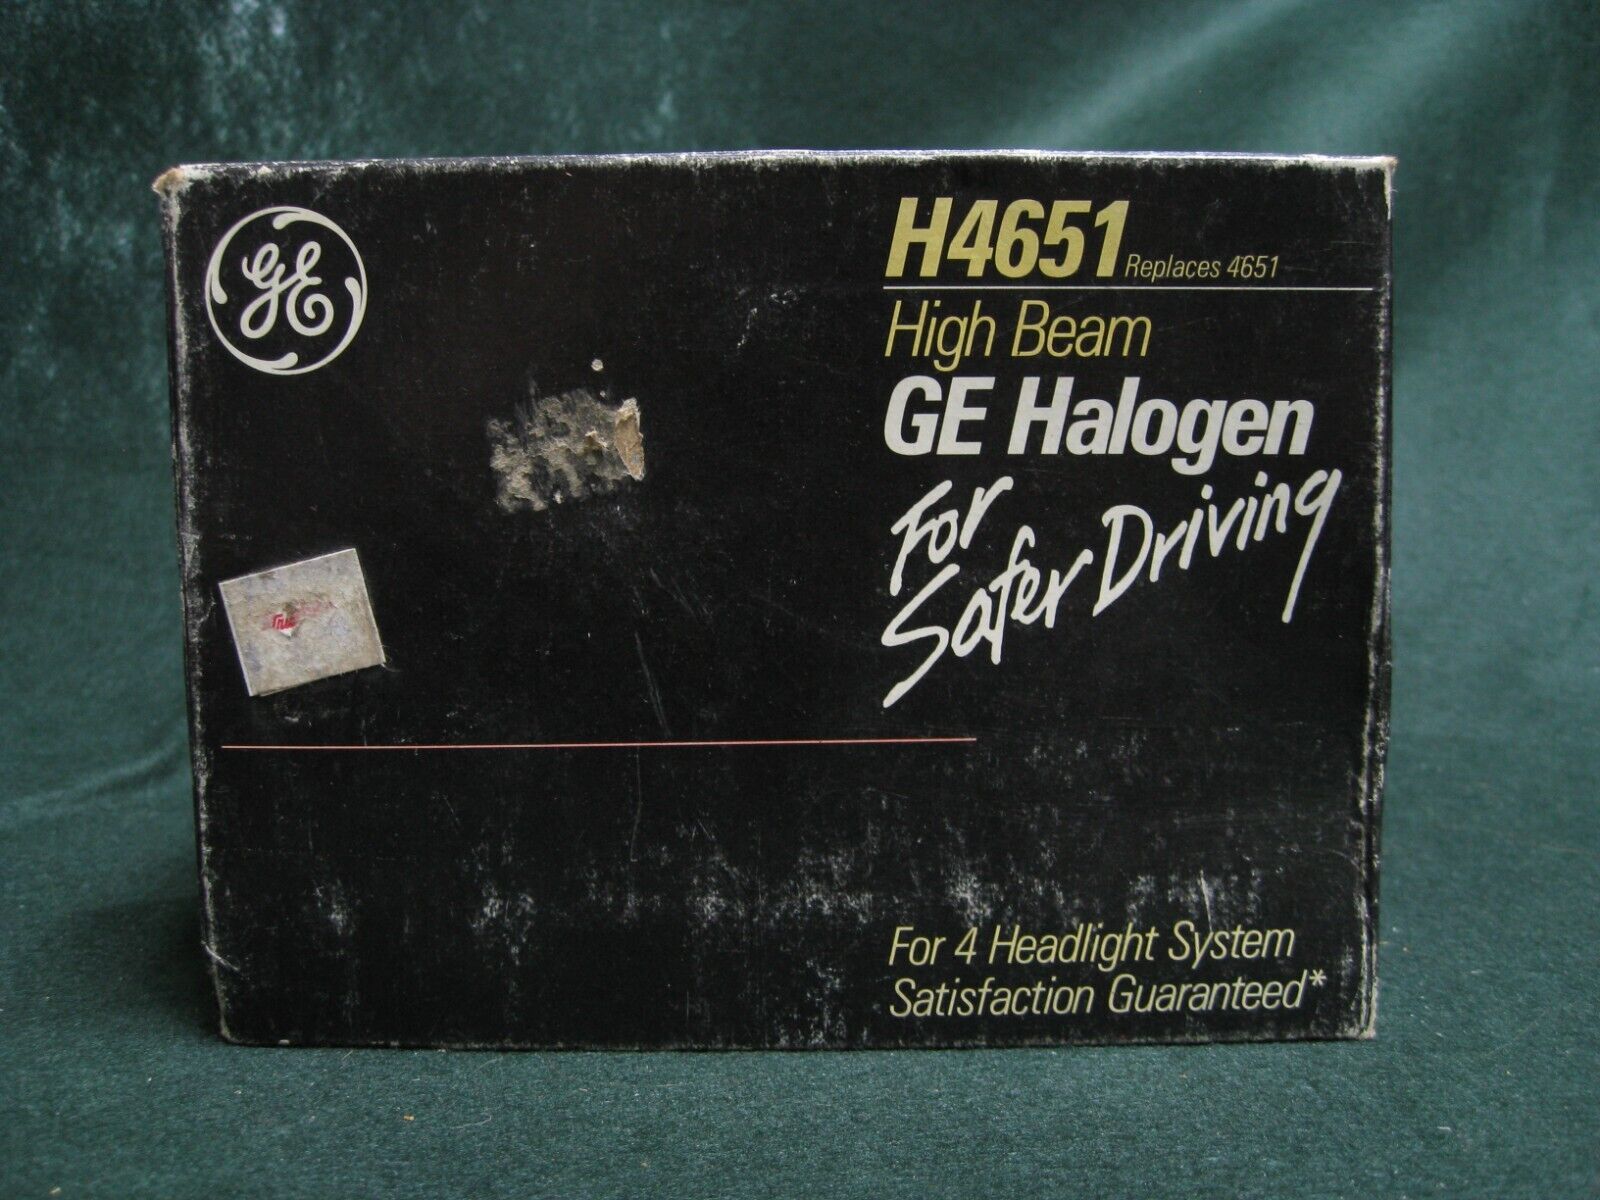 GE
H4651 Replaces 4651
High Beam
GE Halogen
For
Safer Driving
For 4 Headlight System
Satisfaction Guaranteed*